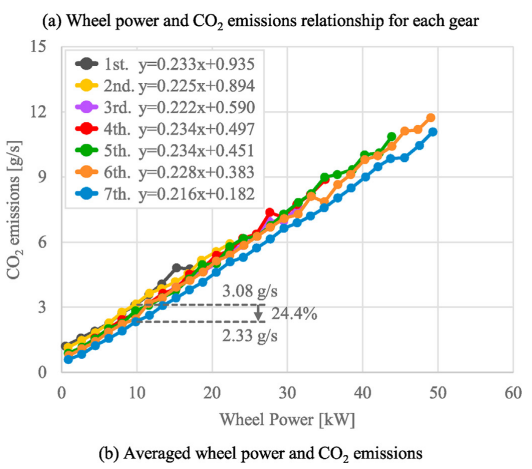 (a) Wheel power and CO₂ emissions relationship for each gear
15
12
9
6
3
0
CO₂ emissions [g/s]
1st. y=0.233x+0.935
2nd. y=0.225x+0.894
3rd. y=0.222x+0.590
4th. y=0.234x+0.497
5th. y=0.234x+0.451
6th. y=0.228x+0.383
7th. y=0.216x+0.182
3.08 g/s
24.4%
2.33 g/s
0 10 20 30 40 50 60
Wheel Power [kW]
(b) Averaged wheel power and CO₂ emissions